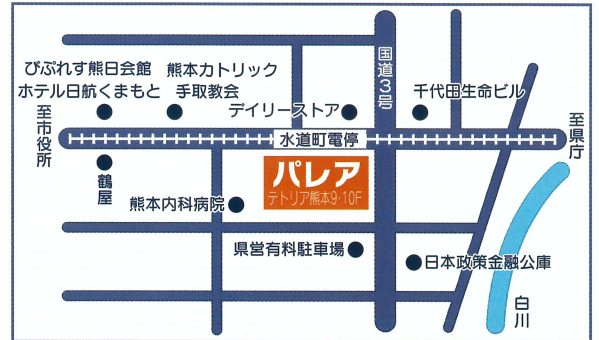 国道3号
びぷれす熊日会館
ホテル日航くまもと
熊本カトリック
手取教会
デイリーストア
千代田生命ビル
至市役所
水道町電停
至県庁
鶴屋
パレア
テトリア熊本9・10F
熊本内科病院
県営有料駐車場
日本政策金融公庫
白川